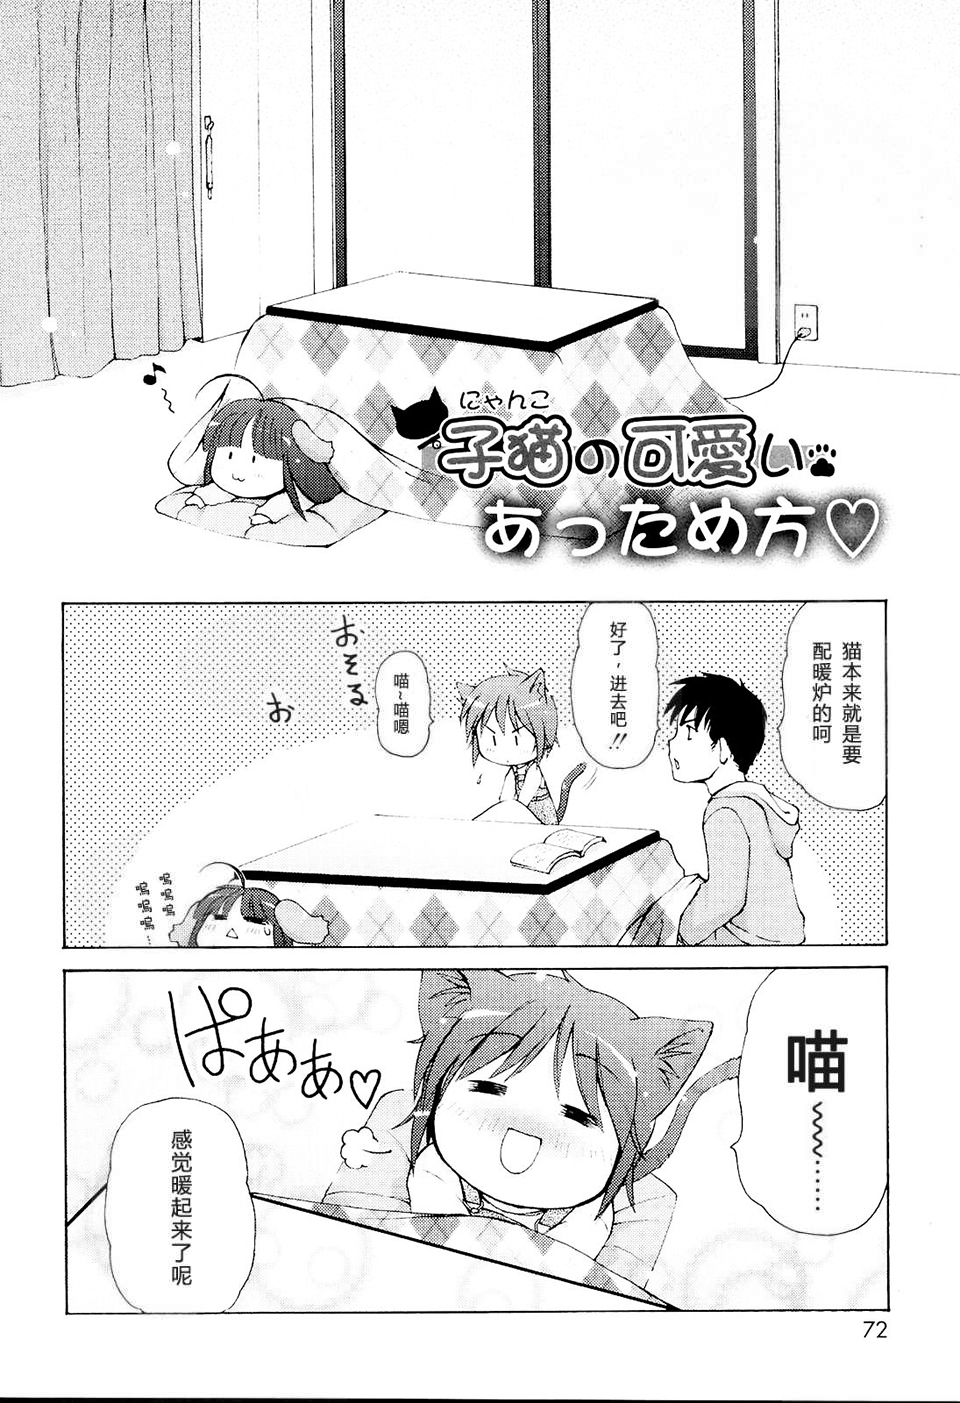 にゃんこ
子猫の可愛い
あっため方♡
猫本来就是要
配暖炉的呵
好了，进去吧!!
喵~喵嗯
おそる
お
呜呜呜
呜呜呜…
喵~~~~……
ぱあぁぁ♡
感觉暖起来了呢
72